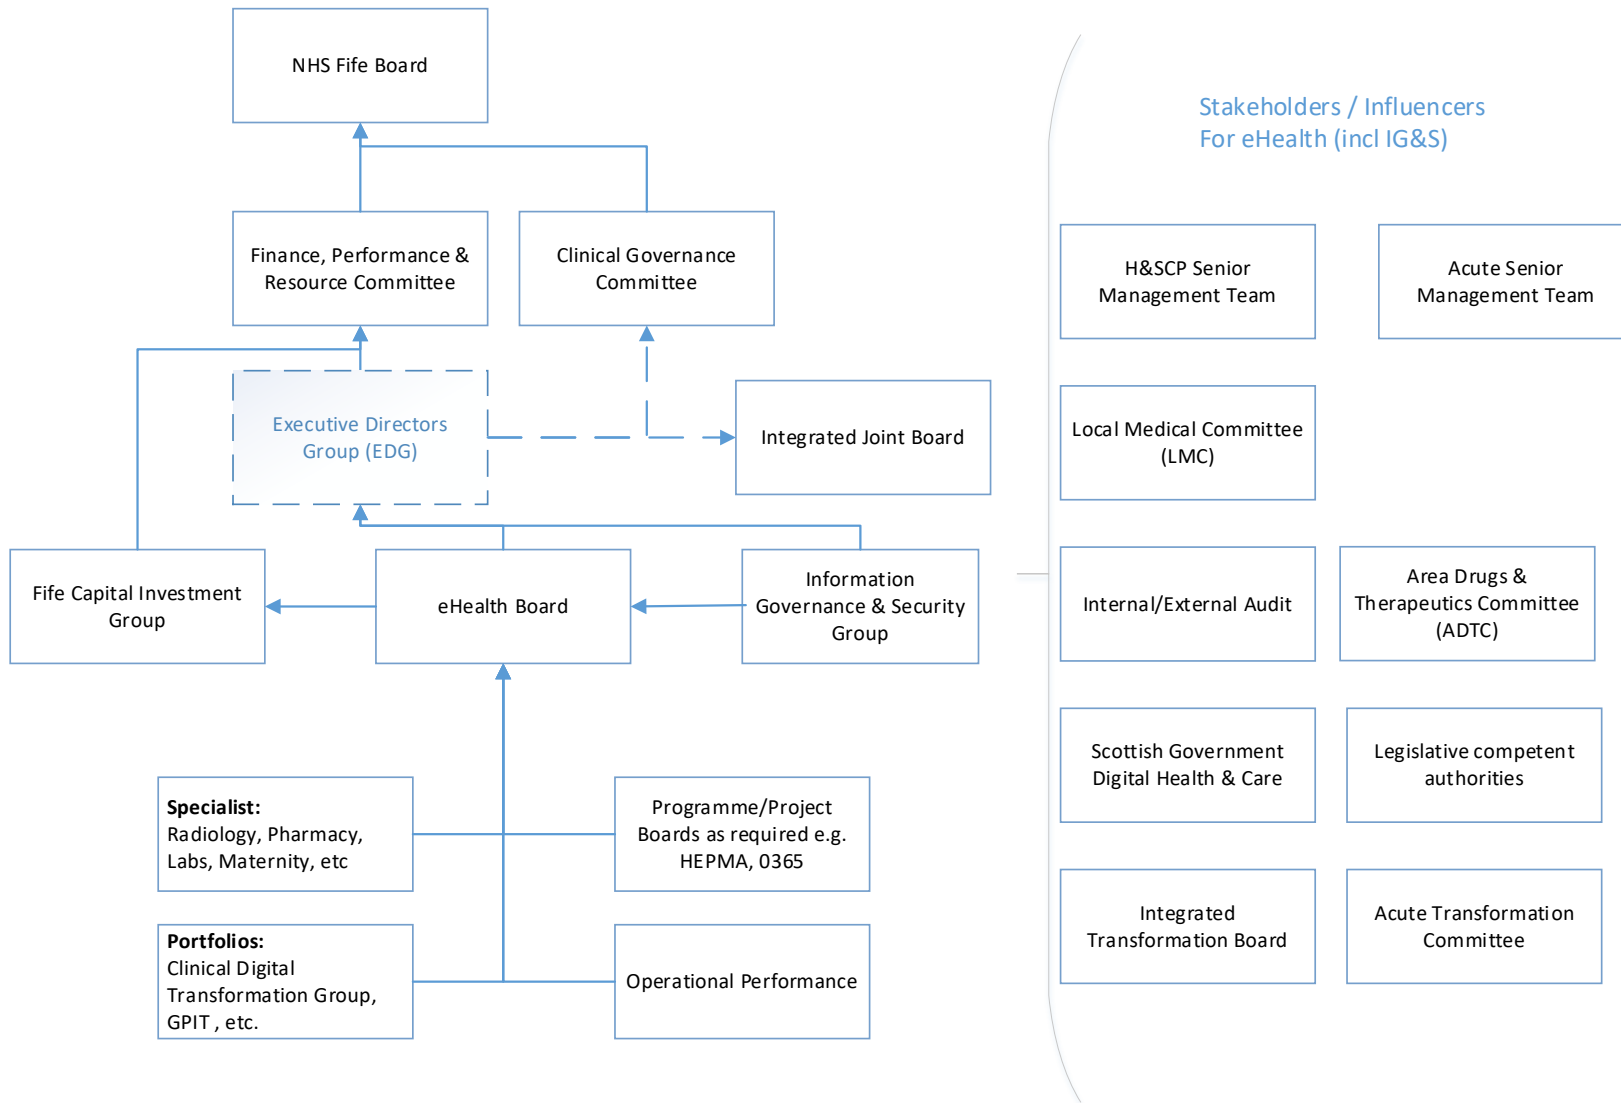 NHS Fife Board
Stakeholders / Influencers
For eHealth (incl IG&S)
Finance, Performance &
Resource Committee
Clinical Governance
Committee
H&SCP Senior
Management Team
Acute Senior
Management Team
Executive Directors
Group (EDG)
Integrated Joint Board
Local Medical Committee
(LMC)
Fife Capital Investment
Group
eHealth Board
Information
Governance & Security
Group
Internal/External Audit
Area Drugs &
Therapeutics Committee
(ADTC)
Specialist:
Radiology, Pharmacy,
Labs, Maternity, etc
Programme/Project
Boards as required e.g.
HEPMA, 0365
Scottish Government
Digital Health & Care
Legislative competent
authorities
Portfolios:
Clinical Digital
Transformation Group,
GPIT , etc.
Operational Performance
Integrated
Transformation Board
Acute Transformation
Committee